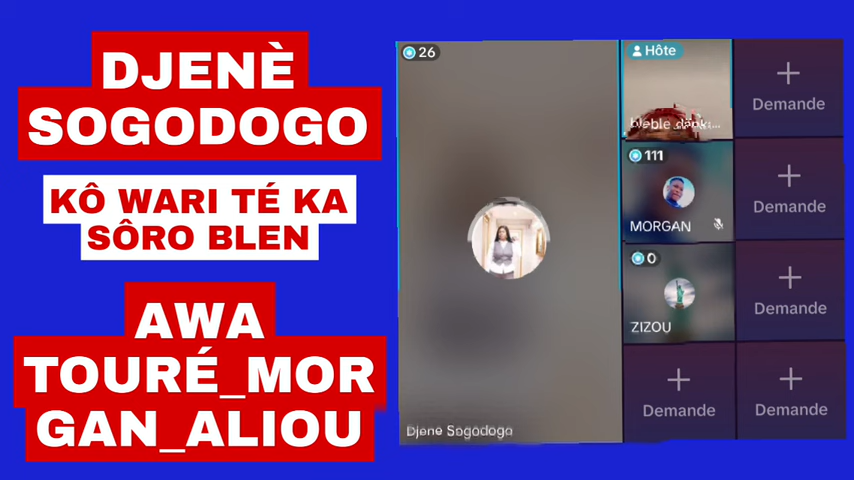 DJENÈ
SOGODOGO
KÔ WARI TÉ KA
SÔRO BLEN
AWA
TOURÉ_MOR
GAN_ALIOU
26
Hôte
111
MORGAN
0
ZIZOU
Djene Sogodogo
Demande
Demande
Demande
Demande
Demande